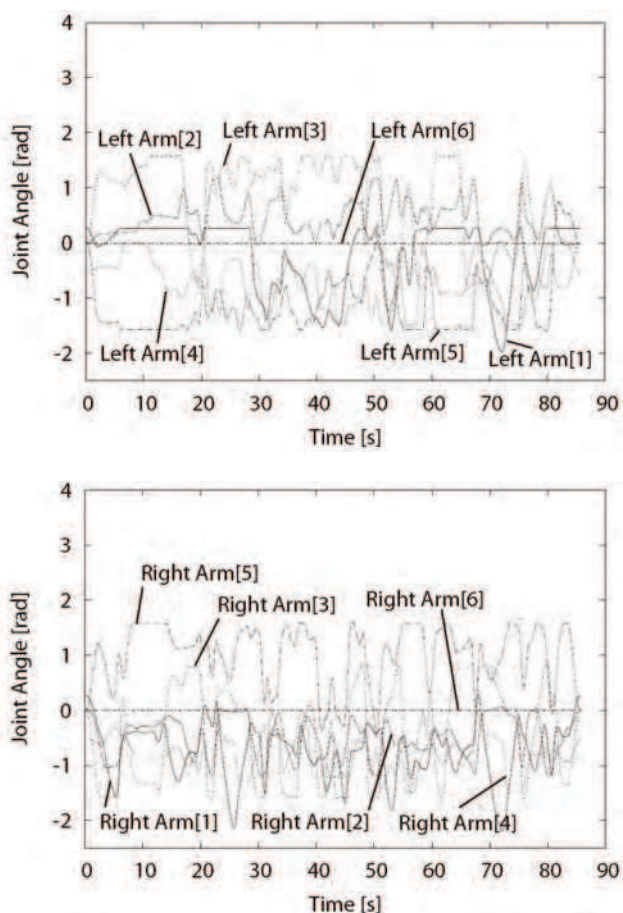 4
3
2
1
0
-1
-2
Joint Angle [rad]
Left Arm[2]
Left Arm[3]
Left Arm[6]
Left Arm[4]
Left Arm[5]
Left Arm[1]
0 10 20 30 40 50 60 70 80 90
Time [s]
4
3
2
1
0
-1
-2
Joint Angle [rad]
Right Arm[5]
Right Arm[3]
Right Arm[6]
Right Arm[1]
Right Arm[2]
Right Arm[4]
0 10 20 30 40 50 60 70 80 90
Time [s]